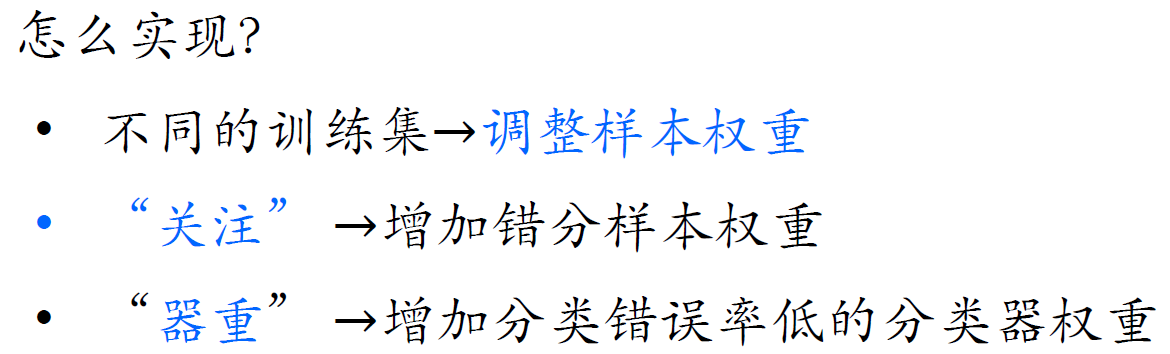 怎么实现?
• 不同的训练集→调整样本权重
• “关注” →增加错分样本权重
• “器重” →增加分类错误率低的分类器权重